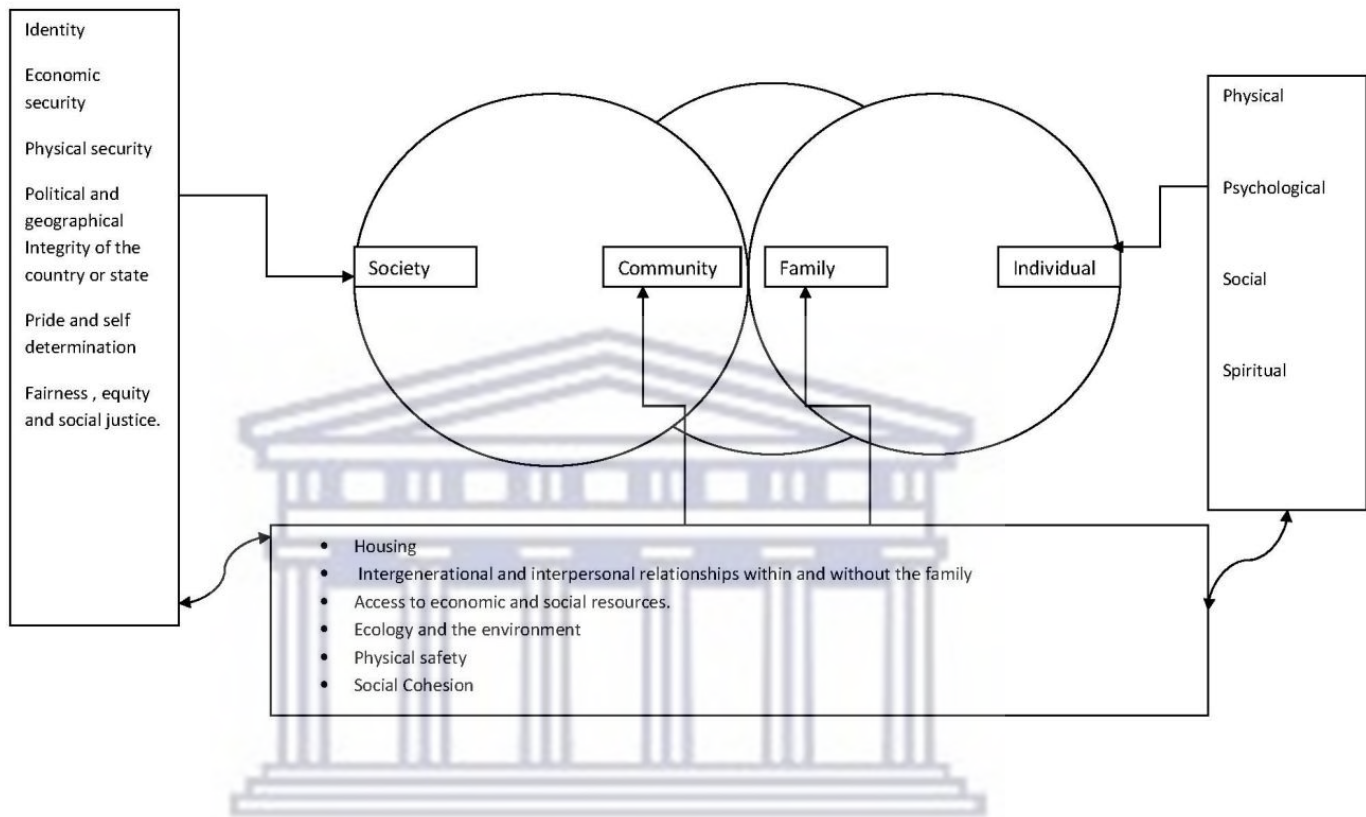 Identity
Economic
security
Physical security
Political and
geographical
Integrity of the
country or state
Pride and self
determination
Fairness , equity
and social justice.
Society
Community
Family
Individual
Physical
Psychological
Social
Spiritual
• Housing
• Intergenerational and interpersonal relationships within and without the family
• Access to economic and social resources.
• Ecology and the environment
• Physical safety
• Social Cohesion